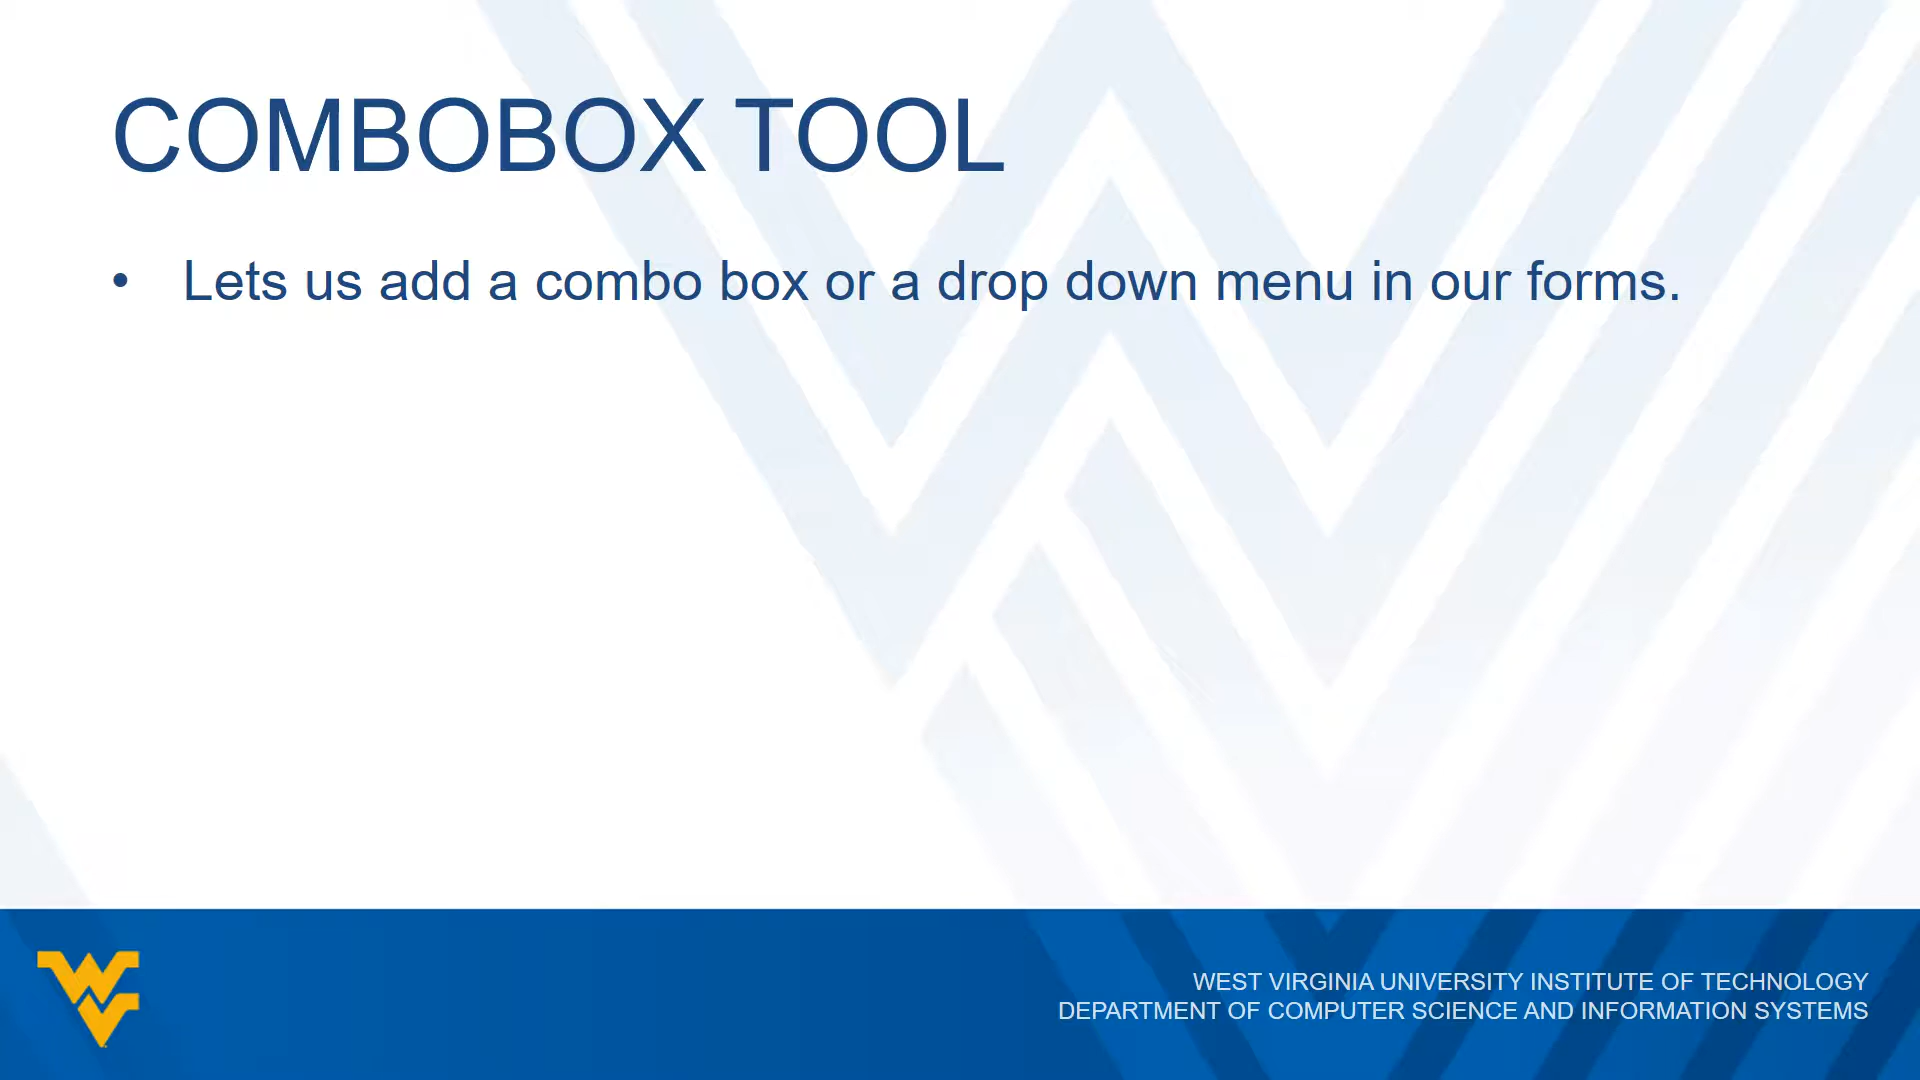 COMBOBOX TOOL
• Lets us add a combo box or a drop down menu in our forms.
WEST VIRGINIA UNIVERSITY INSTITUTE OF TECHNOLOGY
DEPARTMENT OF COMPUTER SCIENCE AND INFORMATION SYSTEMS